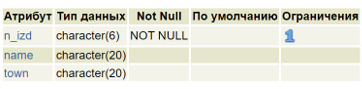 Атрибут Тип данных Not Null По умолчанию Ограничения
n_izd character(6) NOT NULL 1
name character(20)
town character(20)